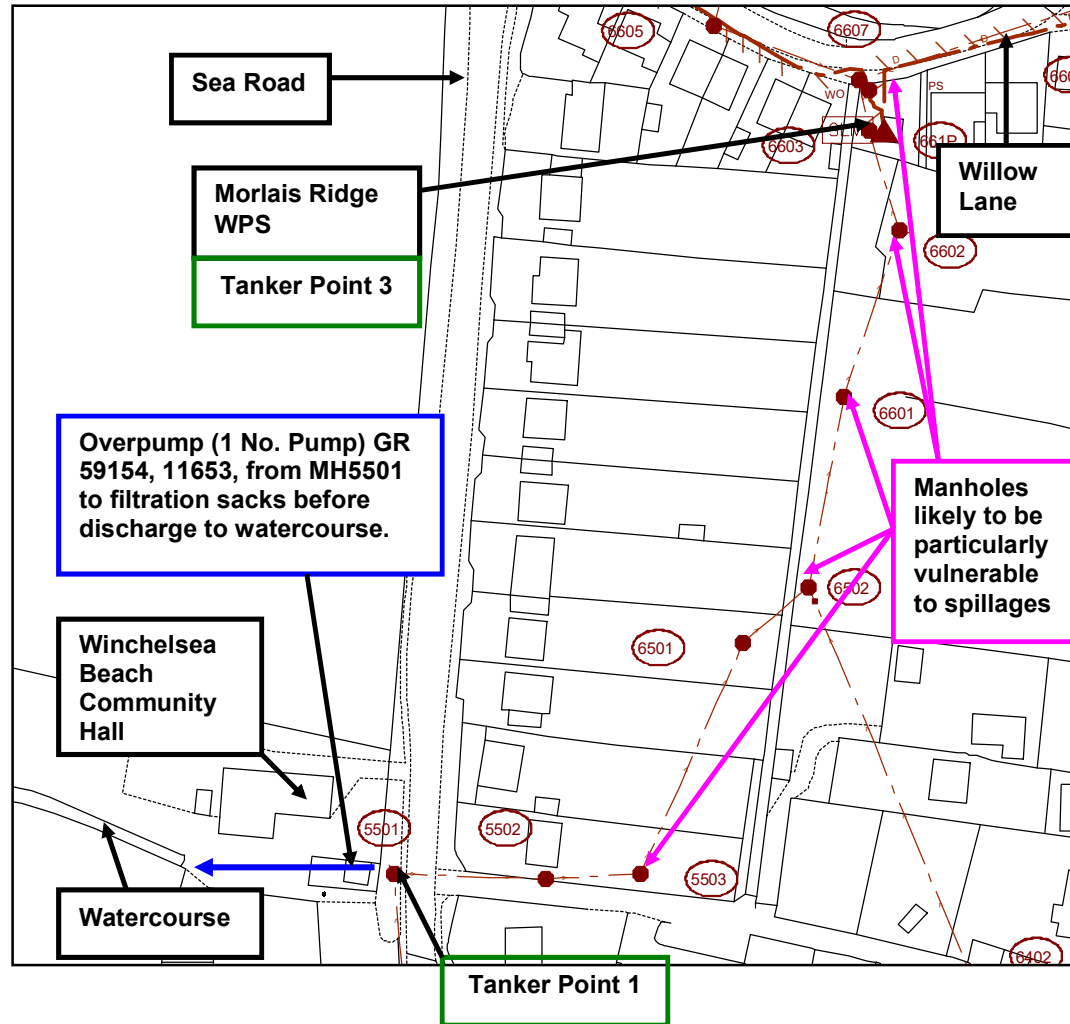 6605
6607
D
D
Sea Road
WO
PS
6603
661P
Willow
Lane
Morlais Ridge
WPS
Tanker Point 3
6602
6601
Overpump (1 No. Pump) GR
59154, 11653, from MH5501
to filtration sacks before
discharge to watercourse.
Manholes
likely to be
particularly
vulnerable
to spillages
6502
6501
Winchelsea
Beach
Community
Hall
5501
5502
5503
Watercourse
6402
Tanker Point 1